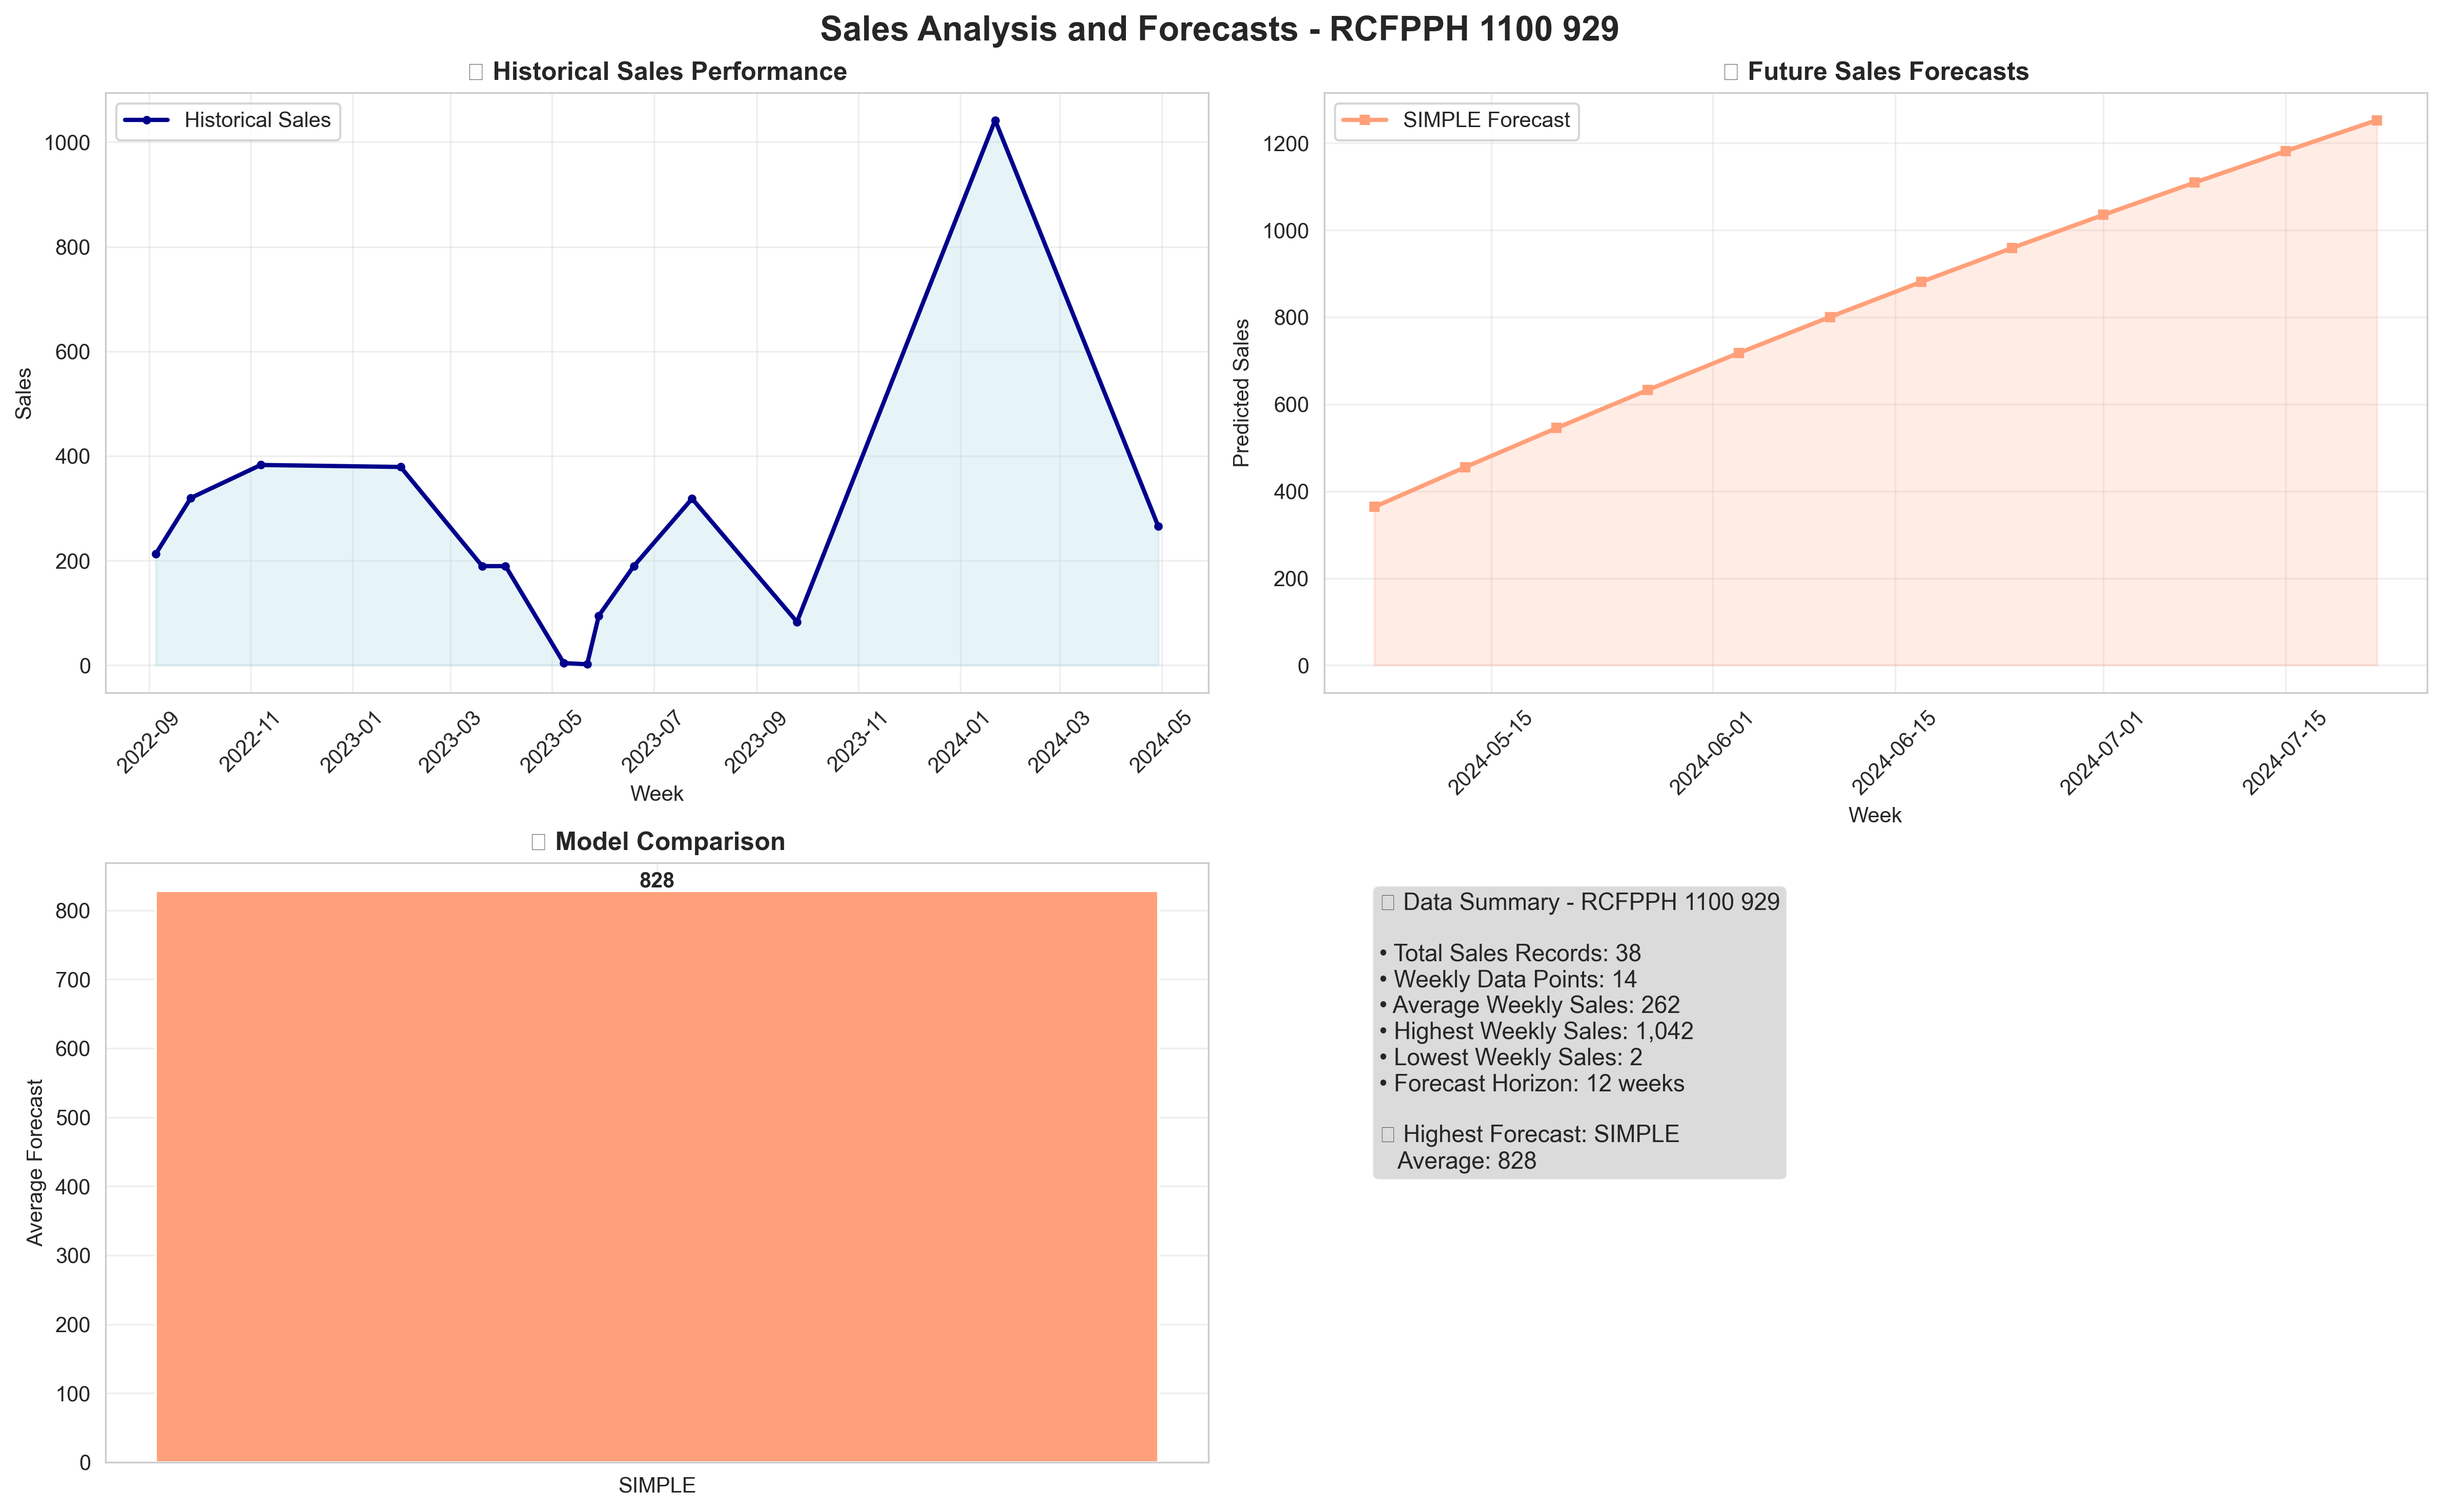 Sales Analysis and Forecasts - RCFPPH 1100 929
Historical Sales Performance
Historical Sales
Sales
1000
800
600
400
200
0
2022-09
2022-11
2023-01
2023-03
2023-05
2023-07
2023-09
2023-11
2024-01
2024-03
2024-05
Week
Future Sales Forecasts
SIMPLE Forecast
Predicted Sales
1200
1000
800
600
400
200
0
2024-05-15
2024-06-01
2024-06-15
2024-07-01
2024-07-15
Week
Model Comparison
828
Average Forecast
800
700
600
500
400
300
200
100
0
SIMPLE
Data Summary - RCFPPH 1100 929
• Total Sales Records: 38
• Weekly Data Points: 14
• Average Weekly Sales: 262
• Highest Weekly Sales: 1,042
• Lowest Weekly Sales: 2
• Forecast Horizon: 12 weeks
Highest Forecast: SIMPLE
Average: 828